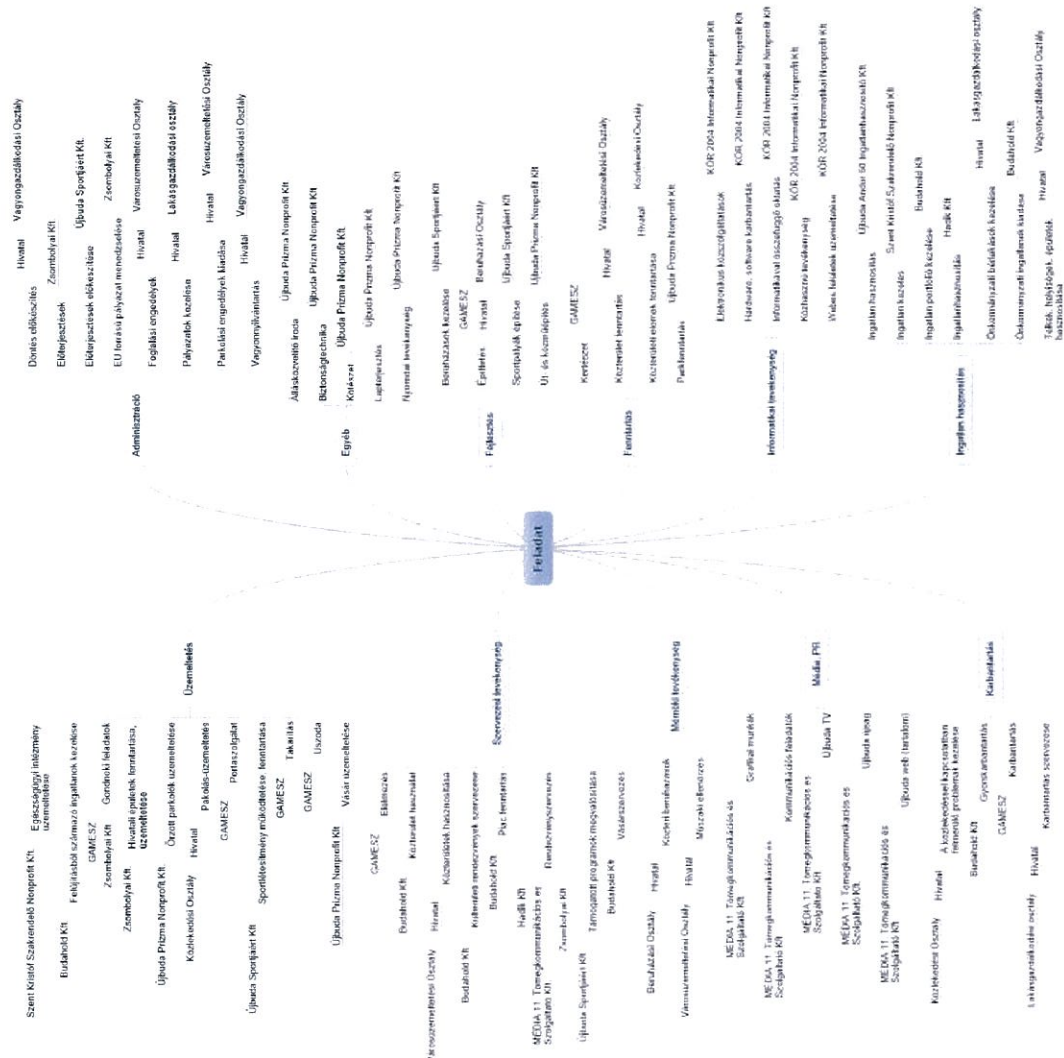 Feladat
Adminisztráció
Döntés előkészítés
Hivatal Vagyongazdálkodási Osztály
Előterjesztések
Zsombolyai Kft
Előterjesztések előkészítése
Újbuda Sportjáért Kft.
EU forrású pályázat menedzselése
Zsombolyai Kft
Foglalási engedélyek
Hivatal Városüzemeltetési Osztály
Pályázatok kezelése
Hivatal Lakásgazdálkodási osztály
Parkolási engedélyek kiadása
Hivatal Városüzemeltetési Osztály
Vagyonnyilvántartás
Hivatal Vagyongazdálkodási Osztály
Egyéb
Állásközvetítő iroda
Újbuda Prizma Nonprofit Kft
Biztonságtechnika
Újbuda Prizma Nonprofit Kft
Kötészet
Újbuda Prizma Nonprofit Kft.
Lapterjesztés
Újbuda Prizma Nonprofit Kft
Nyomdai tevékenység
Újbuda Prizma Nonprofit Kft
Fejlesztés
Beruházások kezelése
Újbuda Sportjáért Kft
GAMESZ
Építtetés
Hivatal Beruházási Osztály
Sportpályák építése
Újbuda Sportjáért Kft
Út- és közműépítés
Újbuda Prizma Nonprofit Kft
Fenntartás
Kertészet
GAMESZ
Közterület fenntartás
Hivatal Városüzemeltetési Osztály
Közterületi elemek fenntartása
Hivatal Közlekedési Osztály
Parkfenntartás
Újbuda Prizma Nonprofit Kft
Informatikai tevékenység
Elektronikus közszolgáltatások
KÖR 2004 Informatikai Nonprofit Kft
Hardware, software karbantartás
KÖR 2004 Informatikai Nonprofit Kft
Informatikával összefüggő oktatás
KÖR 2004 Informatikai Nonprofit Kft
Közhasznú tevékenység
KÖR 2004 Informatikai Nonprofit Kft
Webes felületek üzemeltetése
KÖR 2004 Informatikai Nonprofit Kft
Ingatlan hasznosítás
Ingatlan hasznosítás
Újbuda Andor 60 Ingatlanhasznosító Kft
Ingatlan kezelés
Szent Kristóf Szakrendelő Nonprofit Kft
Ingatlan portfólió kezelése
Budahold Kft
Ingatlanhasznosítás
Hadik Kft
Önkormányzati bérlakások kezelése
Hivatal Lakásgazdálkodási osztály
Önkormányzati ingatlanok kiadása
Budahold Kft
Telkek, helyiségek, épületek
hasznosítása
Hivatal Vagyongazdálkodási Osztály
Üzemeltetés
Szent Kristóf Szakrendelő Nonprofit Kft.
Egészségügyi intézmény
üzemeltetése
Budahold Kft
Felújításból származó ingatlanok kezelése
GAMESZ
Zsombolyai Kft
Gondnoki feladatok
Zsombolyai Kft.
Hivatali épületek fenntartása,
üzemeltetése
Újbuda Prizma Nonprofit Kft.
Őrzött parkolók üzemeltetése
Közlekedési Osztály Hivatal
Parkolás-üzemeltetés
GAMESZ
Portaszolgálat
Újbuda Sportjáért Kft
Sportlétesítmény működtetése, fenntartása
GAMESZ
Takarítás
GAMESZ
Uszoda
Újbuda Prizma Nonprofit Kft
Vásár üzemeltetése
Szervezési tevékenység
GAMESZ
Élelmezés
Budahold Kft
Közterület használat
Városüzemeltetési Osztály Hivatal
Közterületek hasznosítása
Budahold Kft
Kulturális rendezvények szervezése
Budahold Kft
Piac fenntartás
Hadik Kft
MÉDIA 11. Tömegkommunikációs és
Szolgáltató Kft
Rendezvényszervezés
Zsombolyai Kft
Újbuda Sportjáért Kft
Támogatott programok megvalósítása
Budahold Kft
Vásárszervezés
Mérnöki tevékenység
Beruházási Osztály Hivatal
Közteri beruházások
Városüzemeltetési Osztály Hivatal
Műszaki ellenőrzés
Média, PR
MÉDIA 11. Tömegkommunikációs és
Szolgáltató Kft
Grafikai munkák
MÉDIA 11. Tömegkommunikációs és
Szolgáltató Kft
Kommunikációs feladatok
MÉDIA 11. Tömegkommunikációs és
Szolgáltató Kft
Újbuda TV
MÉDIA 11. Tömegkommunikációs és
Szolgáltató Kft
Újbuda újság
MÉDIA 11. Tömegkommunikációs és
Szolgáltató Kft
Újbuda web (tartalom)
Karbantartás
Közlekedési Osztály Hivatal
A közlekedéssel kapcsolatban
felmerülő problémák kezelése
Budahold Kft
Gyorskarbantartás
GAMESZ
Karbantartás
Lakásgazdálkodási osztály Hivatal
Karbantartás szervezése